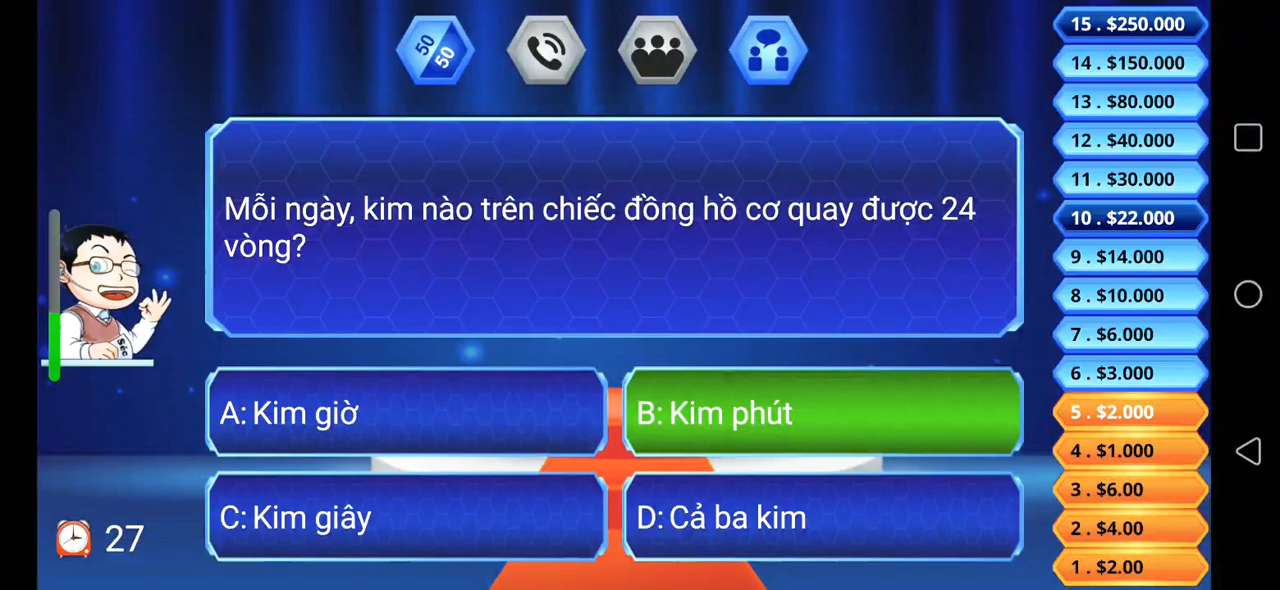 50
50
Mỗi ngày, kim nào trên chiếc đồng hồ cơ quay được 24
vòng?
A: Kim giờ
B: Kim phút
C: Kim giây
D: Cả ba kim
27
15 . $250.000
14 . $150.000
13 . $80.000
12 . $40.000
11 . $30.000
10 . $22.000
9 . $14.000
8 . $10.000
7 . $6.000
6 . $3.000
5 . $2.000
4 . $1.000
3 . $6.00
2 . $4.00
1 . $2.00